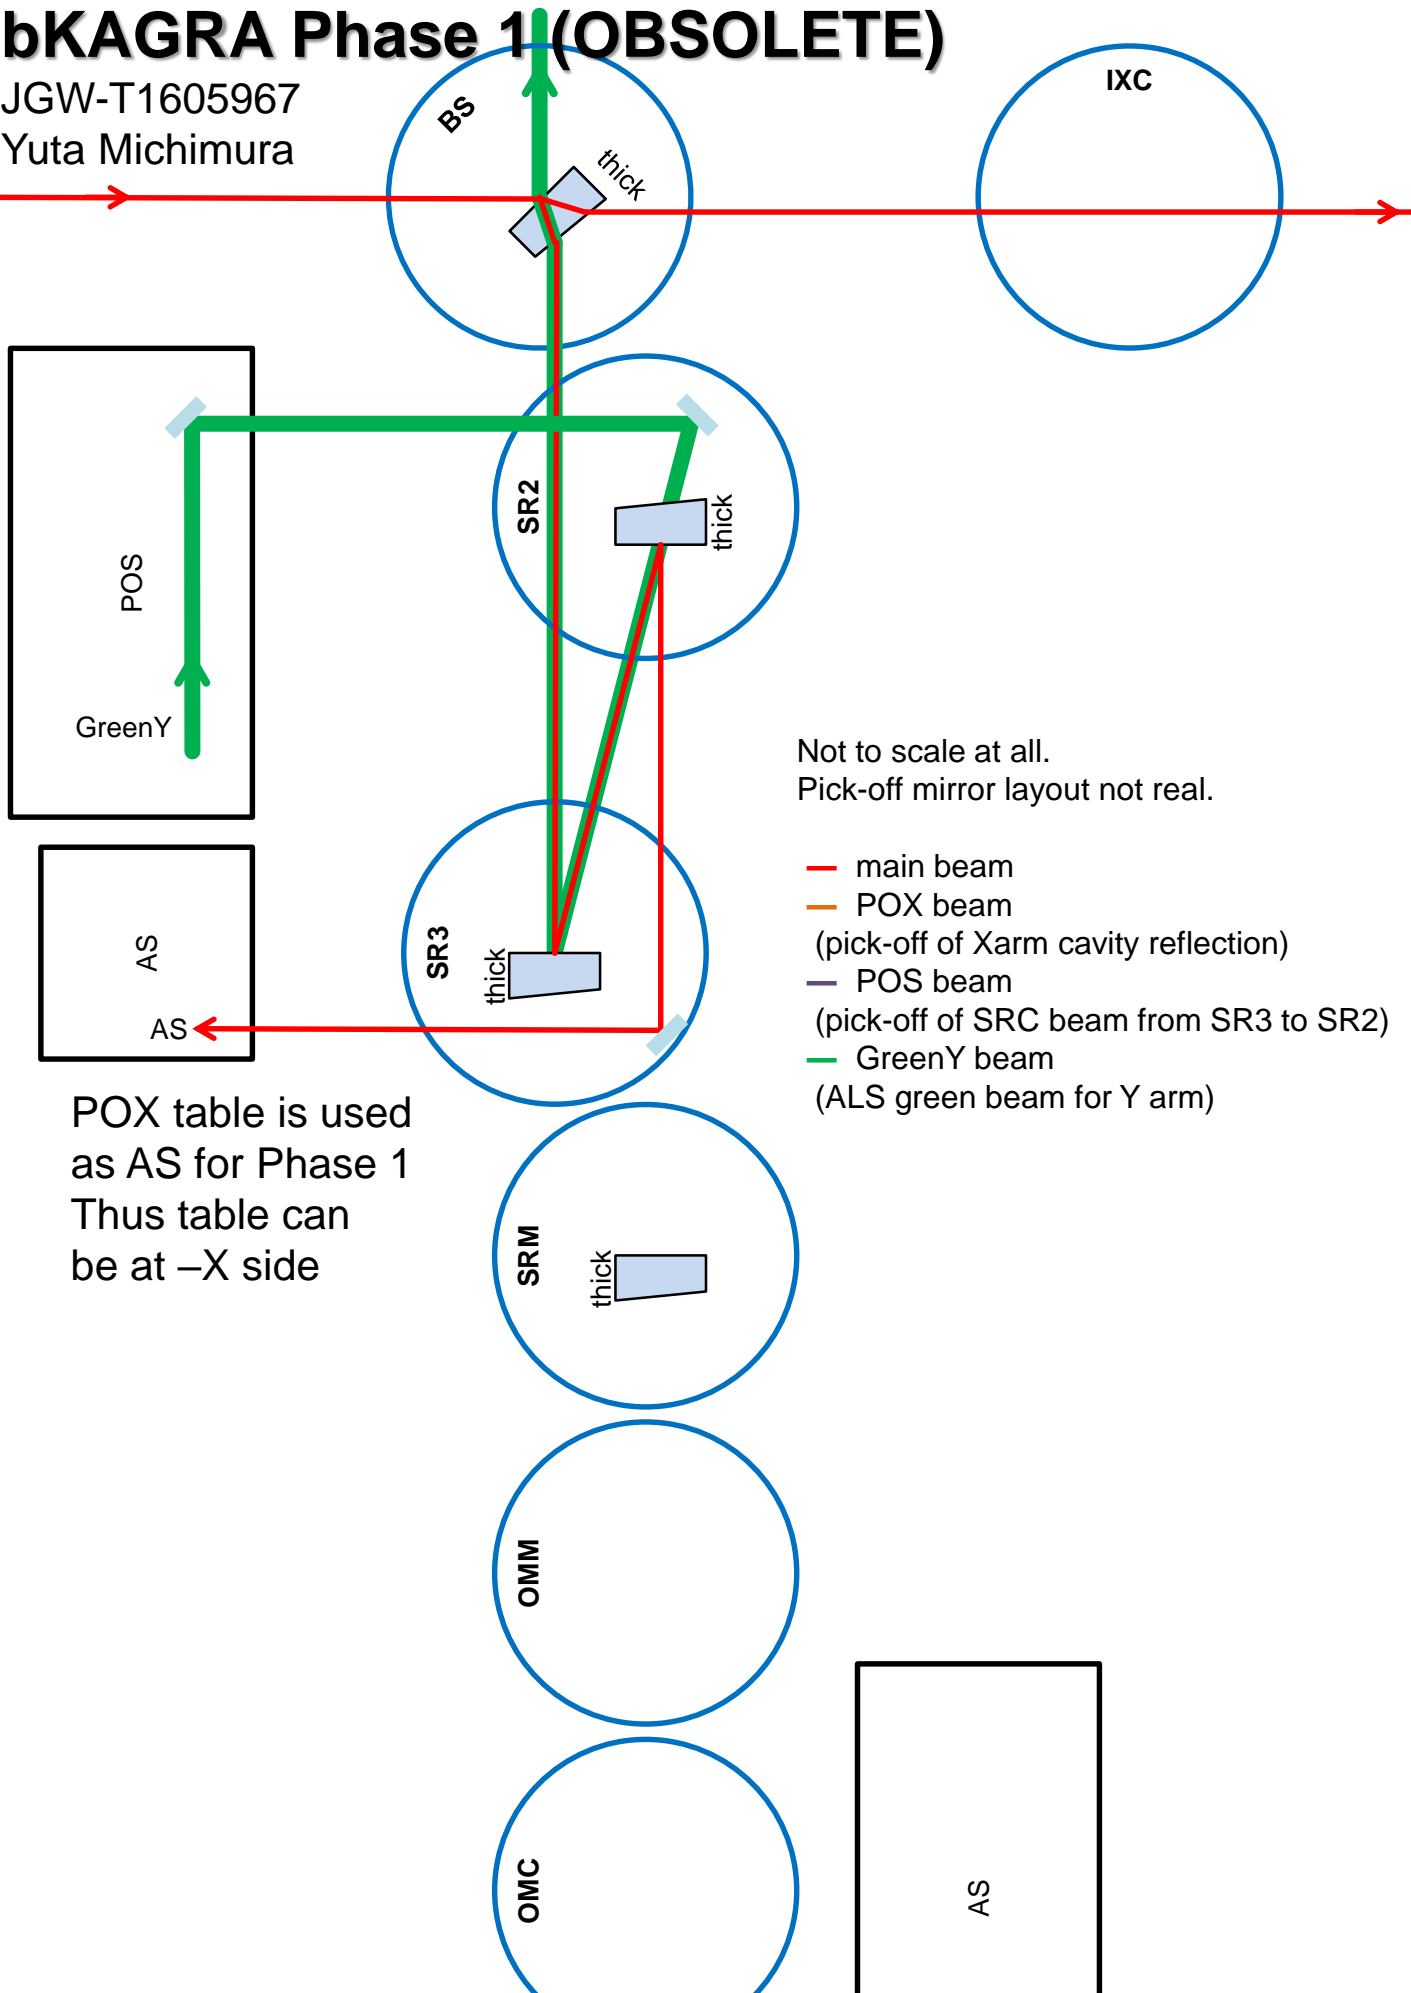 bKAGRA Phase 1 (OBSOLETE)
JGW-T1605967
Yuta Michimura
BS
thick
IXC
SR2
thick
POS
GreenY
Not to scale at all.
Pick-off mirror layout not real.
main beam
POX beam
(pick-off of Xarm cavity reflection)
POS beam
(pick-off of SRC beam from SR3 to SR2)
GreenY beam
(ALS green beam for Y arm)
SR3
thick
AS
AS
POX table is used
as AS for Phase 1
Thus table can
be at –X side
SRM
thick
OMM
OMC
AS